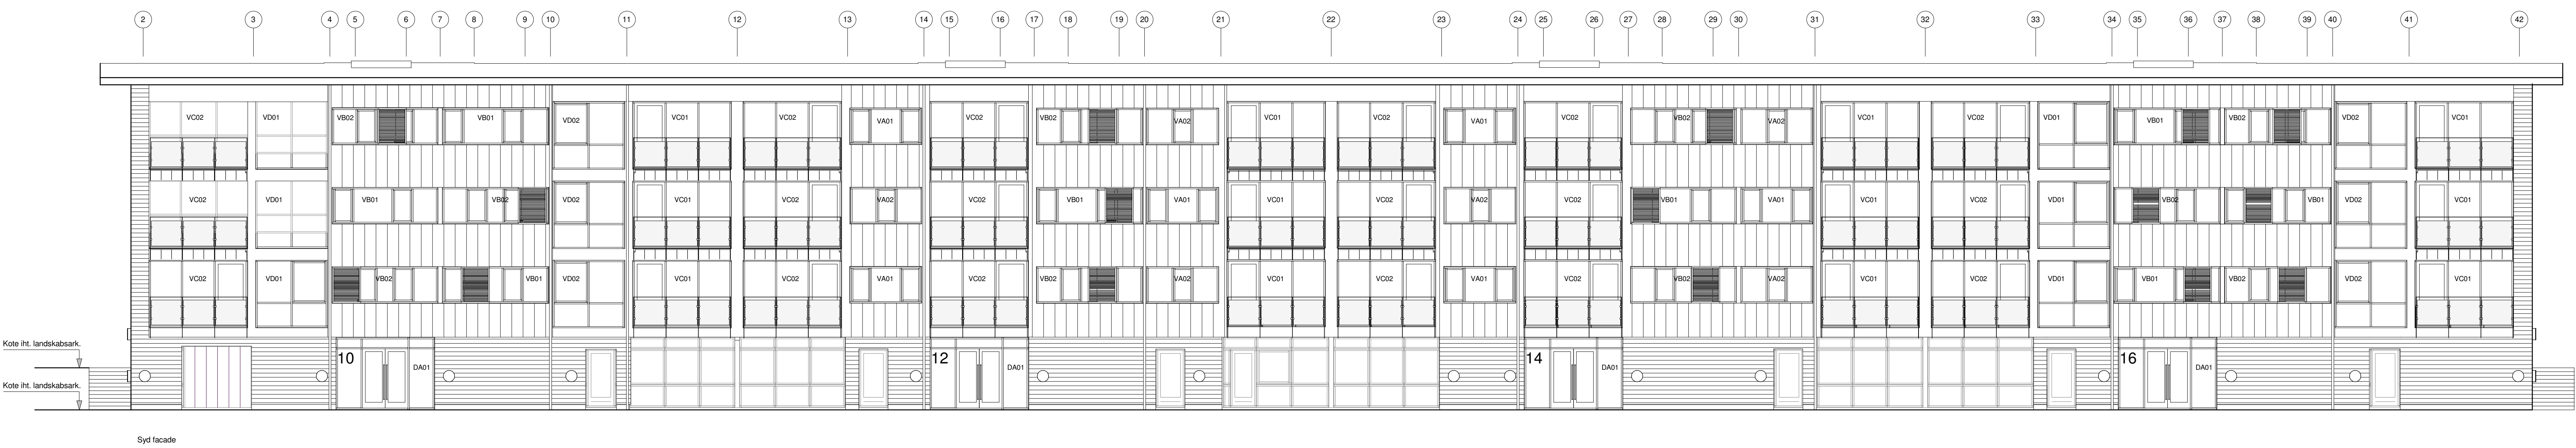 2 3 4 5 6 7 8 9 10 11 12 13 14 15 16 17 18 19 20 21 22 23 24 25 26 27 28 29 30 31 32 33 34 35 36 37 38 39 40 41 42
VC02 VD01 VB02 VB01 VD02 VC01 VC02 VA01 VC02 VB02 VA02 VC01 VC02 VA01 VC02 VB02 VA02 VC01 VC02 VD01 VB01 VB02 VD02 VC01
VC02 VD01 VB01 VB02 VD02 VC01 VC02 VA02 VC02 VB01 VA01 VC01 VC02 VA02 VC02 VB01 VA01 VC01 VC02 VD01 VB02 VB01 VD02 VC01
VC02 VD01 VB02 VB01 VD02 VC01 VC02 VA01 VC02 VB02 VA02 VC01 VC02 VA01 VC02 VB02 VA02 VC01 VC02 VD01 VB01 VB02 VD02 VC01
Kote iht. landskabsark.
10 DA01 12 DA01 14 DA01 16 DA01
Kote iht. landskabsark.
Syd facade